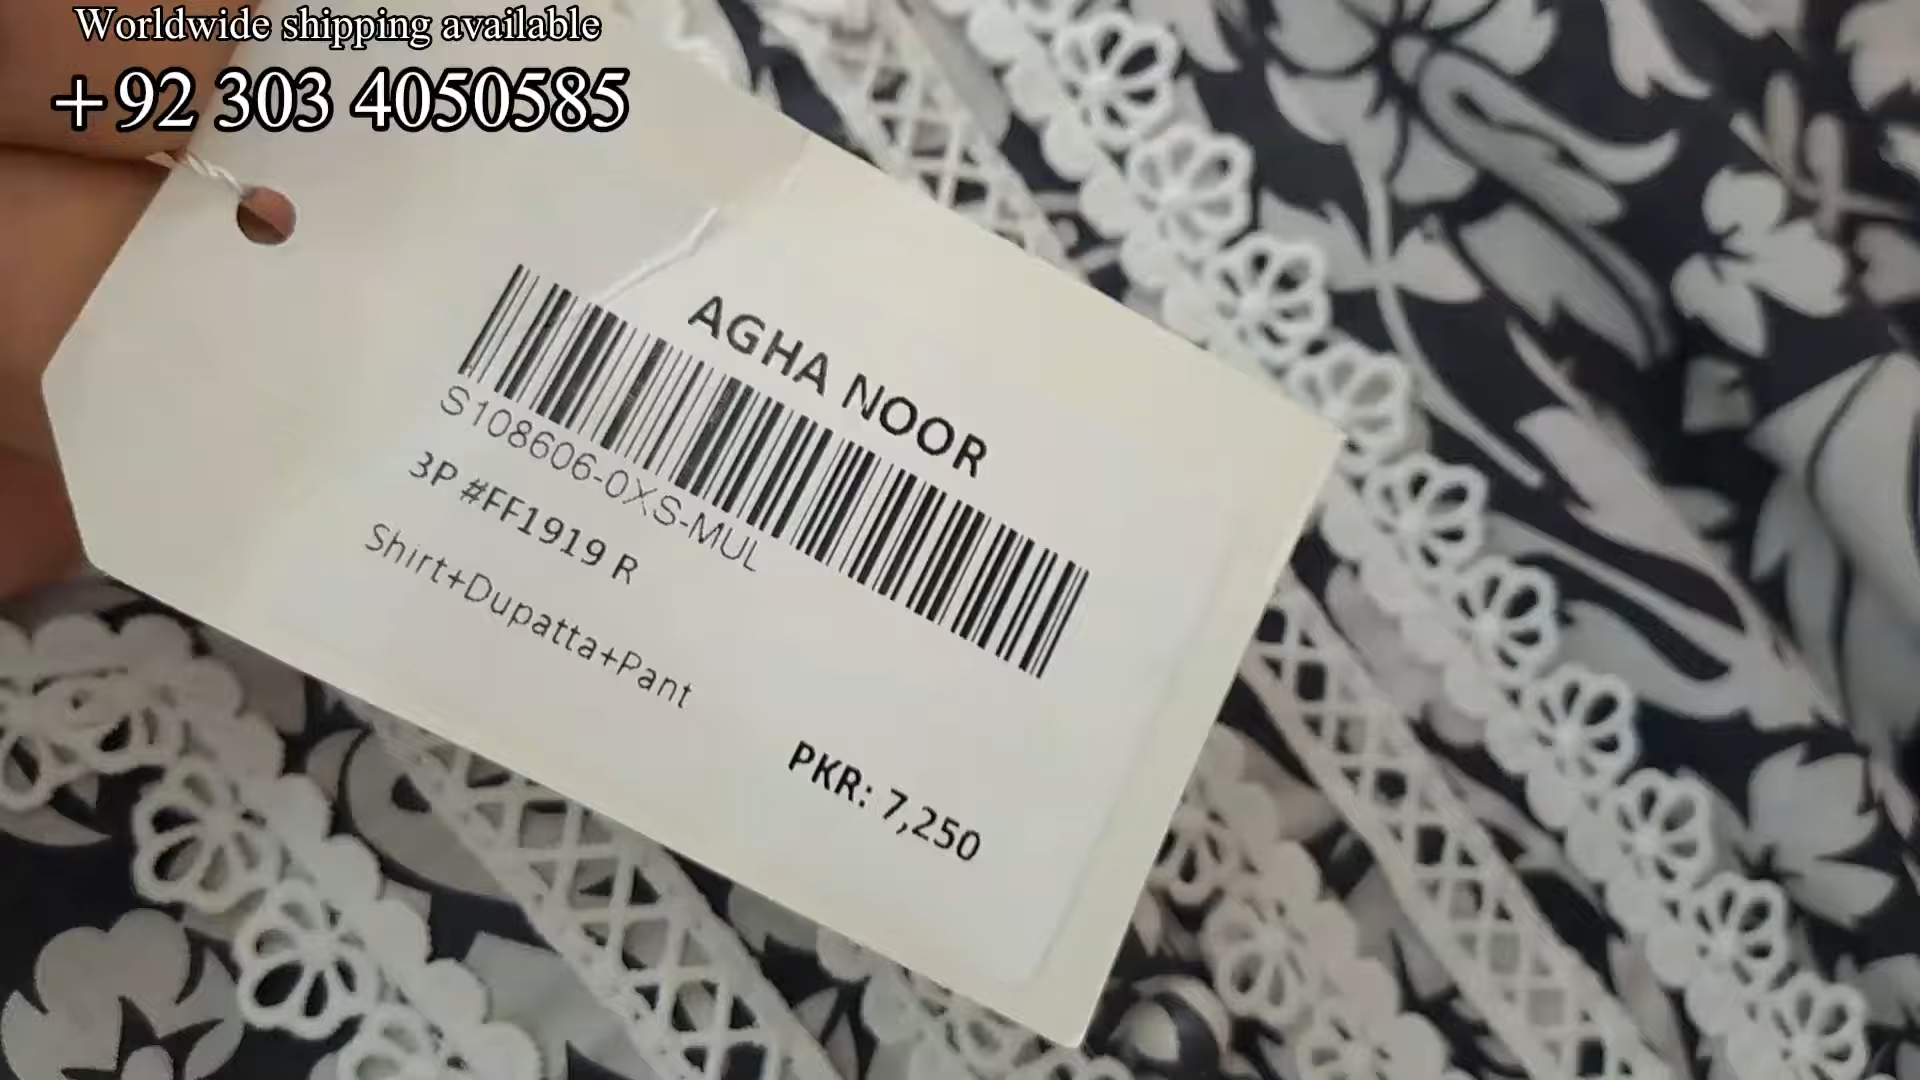 Worldwide shipping available
+92 303 4050585
AGHA NOOR
S108606-0XS-MUL
3P #FF1919 R
Shirt+Dupatta+Pant
PKR: 7,250